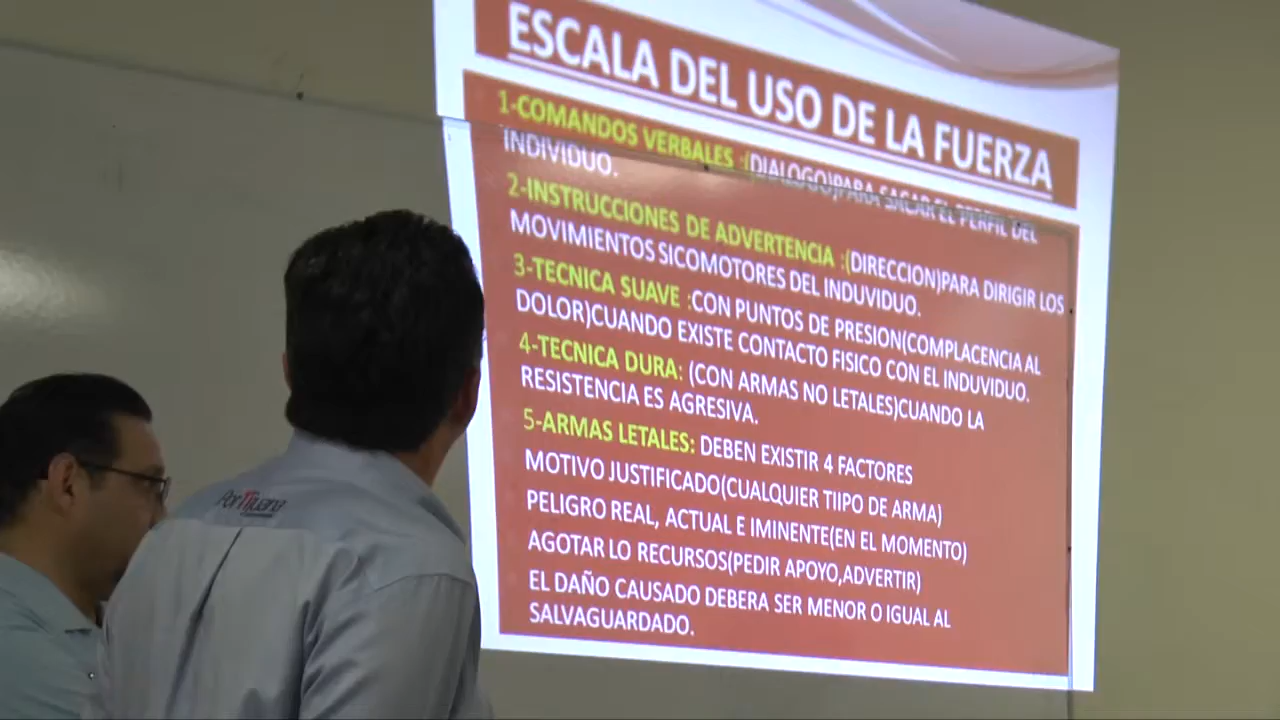 ESCALA DEL USO DE LA FUERZA
1-COMANDOS VERBALES :(DIALOGO)PARA SACAR EL PERFIL DEL
INDIVIDUO.
2-INSTRUCCIONES DE ADVERTENCIA :(DIRECCION)PARA DIRIGIR LOS
MOVIMIENTOS SICOMOTORES DEL INDUVIDUO.
3-TECNICA SUAVE :CON PUNTOS DE PRESION(COMPLACENCIA AL
DOLOR)CUANDO EXISTE CONTACTO FISICO CON EL INDUVIDUO.
4-TECNICA DURA: (CON ARMAS NO LETALES)CUANDO LA
RESISTENCIA ES AGRESIVA.
5-ARMAS LETALES: DEBEN EXISTIR 4 FACTORES
MOTIVO JUSTIFICADO(CUALQUIER TIIPO DE ARMA)
PELIGRO REAL, ACTUAL E IMINENTE(EN EL MOMENTO)
AGOTAR LO RECURSOS(PEDIR APOYO,ADVERTIR)
EL DAÑO CAUSADO DEBERA SER MENOR O IGUAL AL
SALVAGUARDADO.
PorTijuana